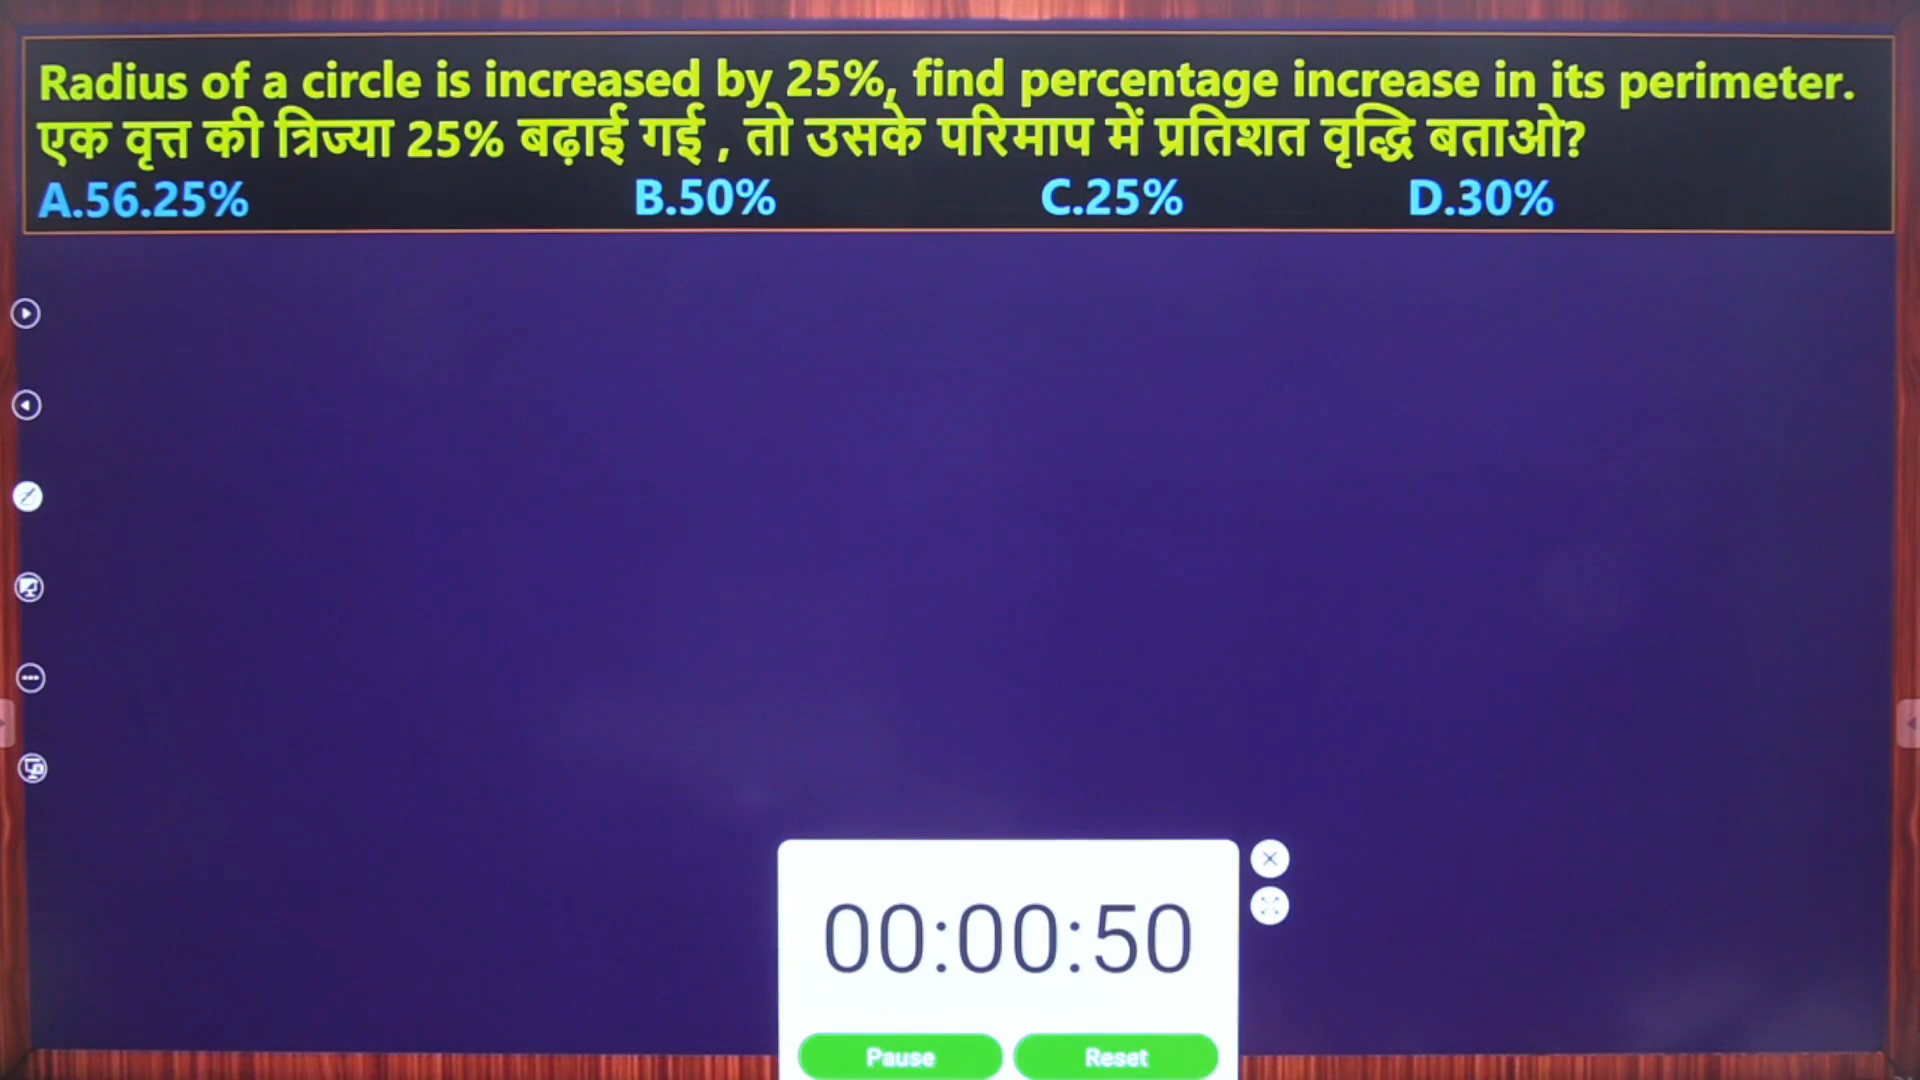 Radius of a circle is increased by 25%, find percentage increase in its perimeter.
एक वृत्त की त्रिज्या 25% बढ़ाई गई , तो उसके परिमाप में प्रतिशत वृद्धि बताओ?
A.56.25% B.50% C.25% D.30%
00:00:50
Pause Reset